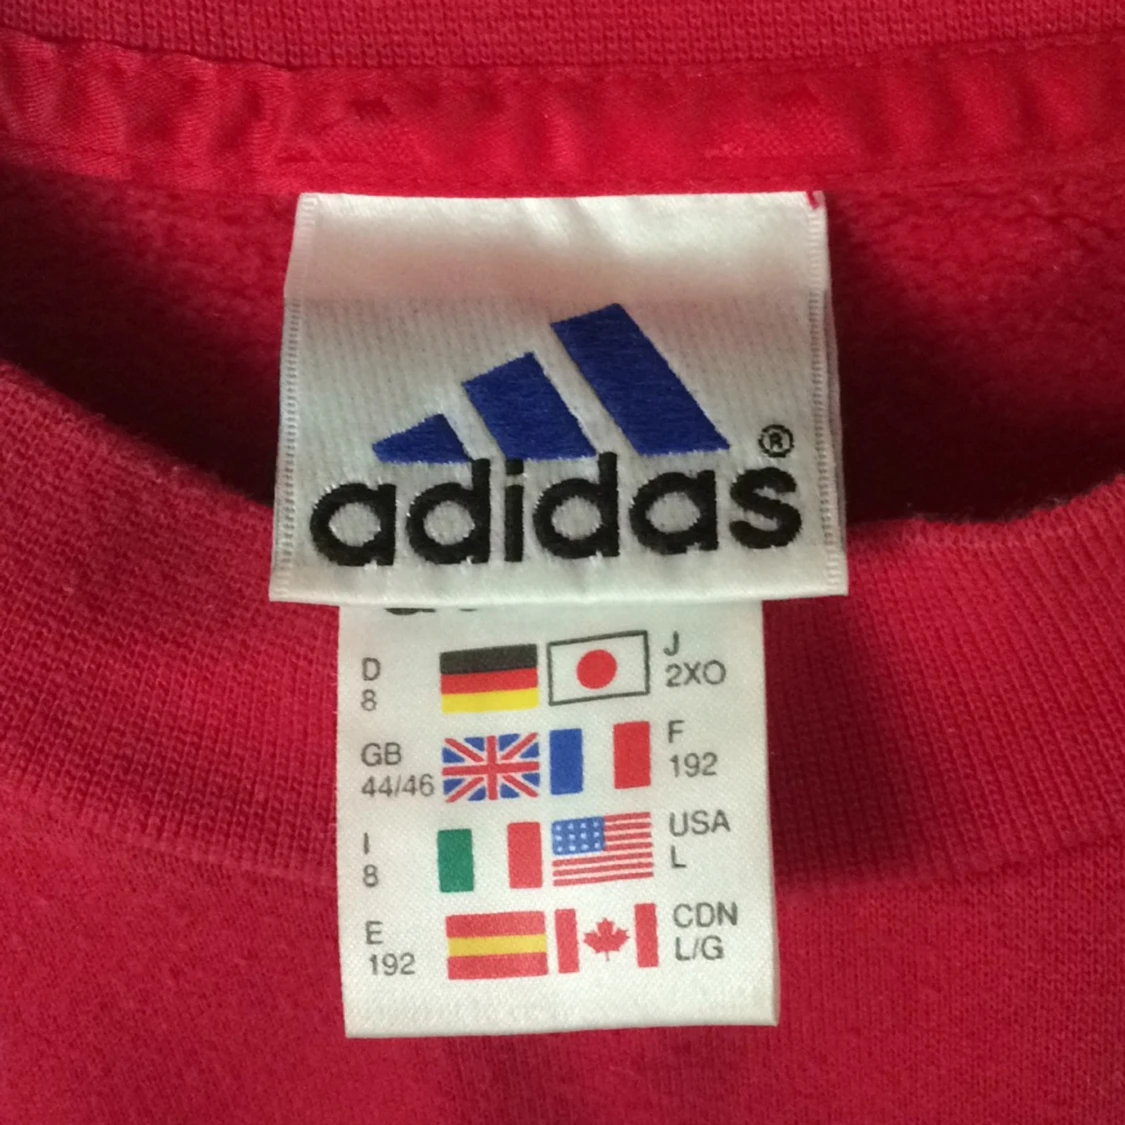 adidas®
D
8
J
2XO
GB
44/46
F
192
I
8
USA
L
E
192
CDN
L/G